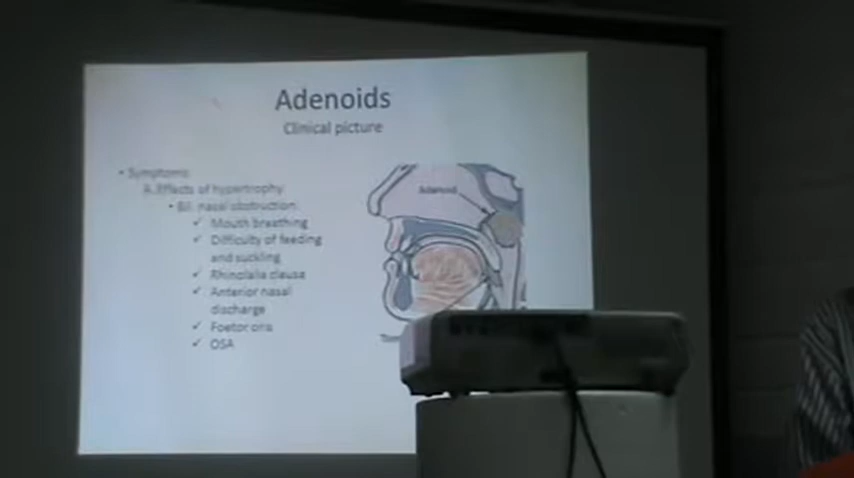 Adenoids
Clinical picture
• Symptoms
A. Effects of hypertrophy
• Bil. nasal obstruction
✓ Mouth breathing
✓ Difficulty of feeding
and suckling
✓ Rhinolalia clausa
✓ Anterior nasal
discharge
✓ Foetor oris
✓ OSA
Adenoid